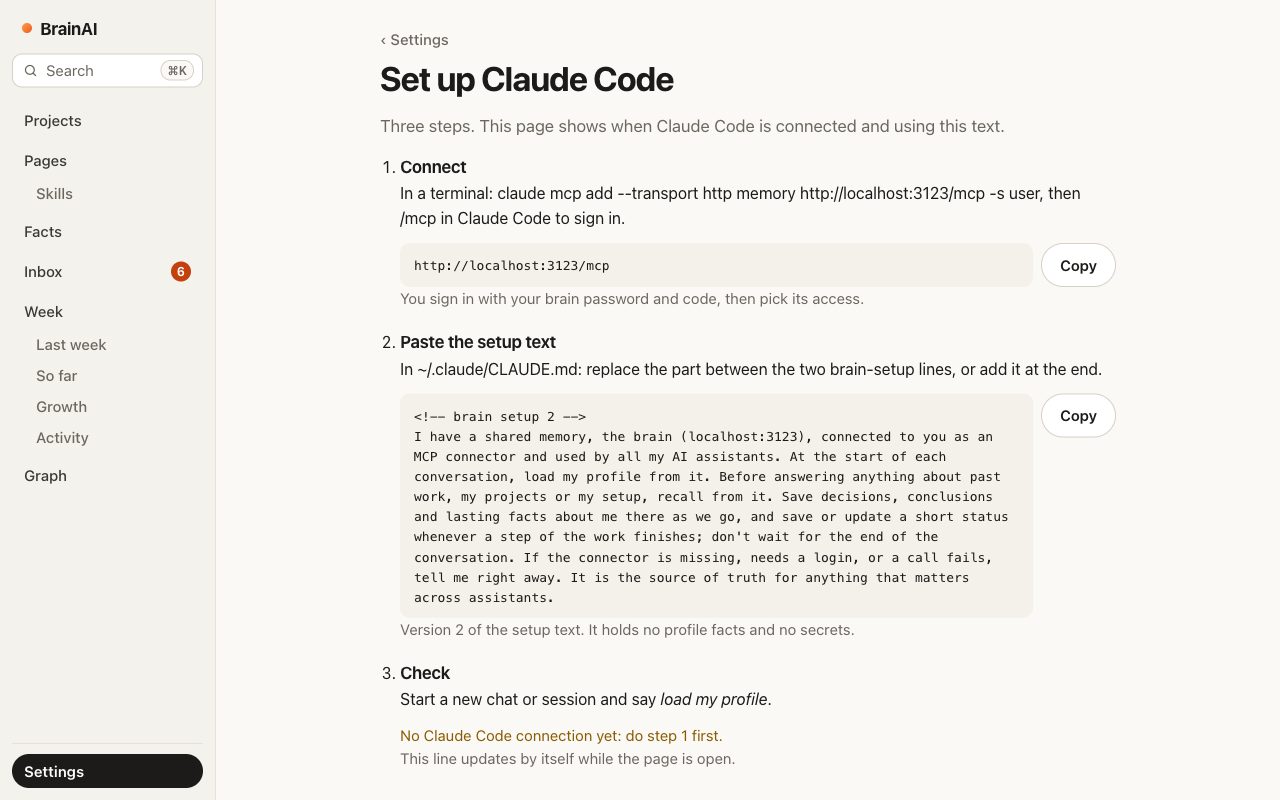 BrainAI
Search
⌘K
Projects
Pages
Skills
Facts
Inbox
6
Week
Last week
So far
Growth
Activity
Graph
Settings
‹ Settings
Set up Claude Code
Three steps. This page shows when Claude Code is connected and using this text.
1. Connect
In a terminal: claude mcp add --transport http memory http://localhost:3123/mcp -s user, then
/mcp in Claude Code to sign in.
http://localhost:3123/mcp
Copy
You sign in with your brain password and code, then pick its access.
2. Paste the setup text
In ~/.claude/CLAUDE.md: replace the part between the two brain-setup lines, or add it at the end.
<!-- brain setup 2 -->
I have a shared memory, the brain (localhost:3123), connected to you as an
MCP connector and used by all my AI assistants. At the start of each
conversation, load my profile from it. Before answering anything about past
work, my projects or my setup, recall from it. Save decisions, conclusions
and lasting facts about me there as we go, and save or update a short status
whenever a step of the work finishes; don't wait for the end of the
conversation. If the connector is missing, needs a login, or a call fails,
tell me right away. It is the source of truth for anything that matters
across assistants.
Copy
Version 2 of the setup text. It holds no profile facts and no secrets.
3. Check
Start a new chat or session and say load my profile.
No Claude Code connection yet: do step 1 first.
This line updates by itself while the page is open.